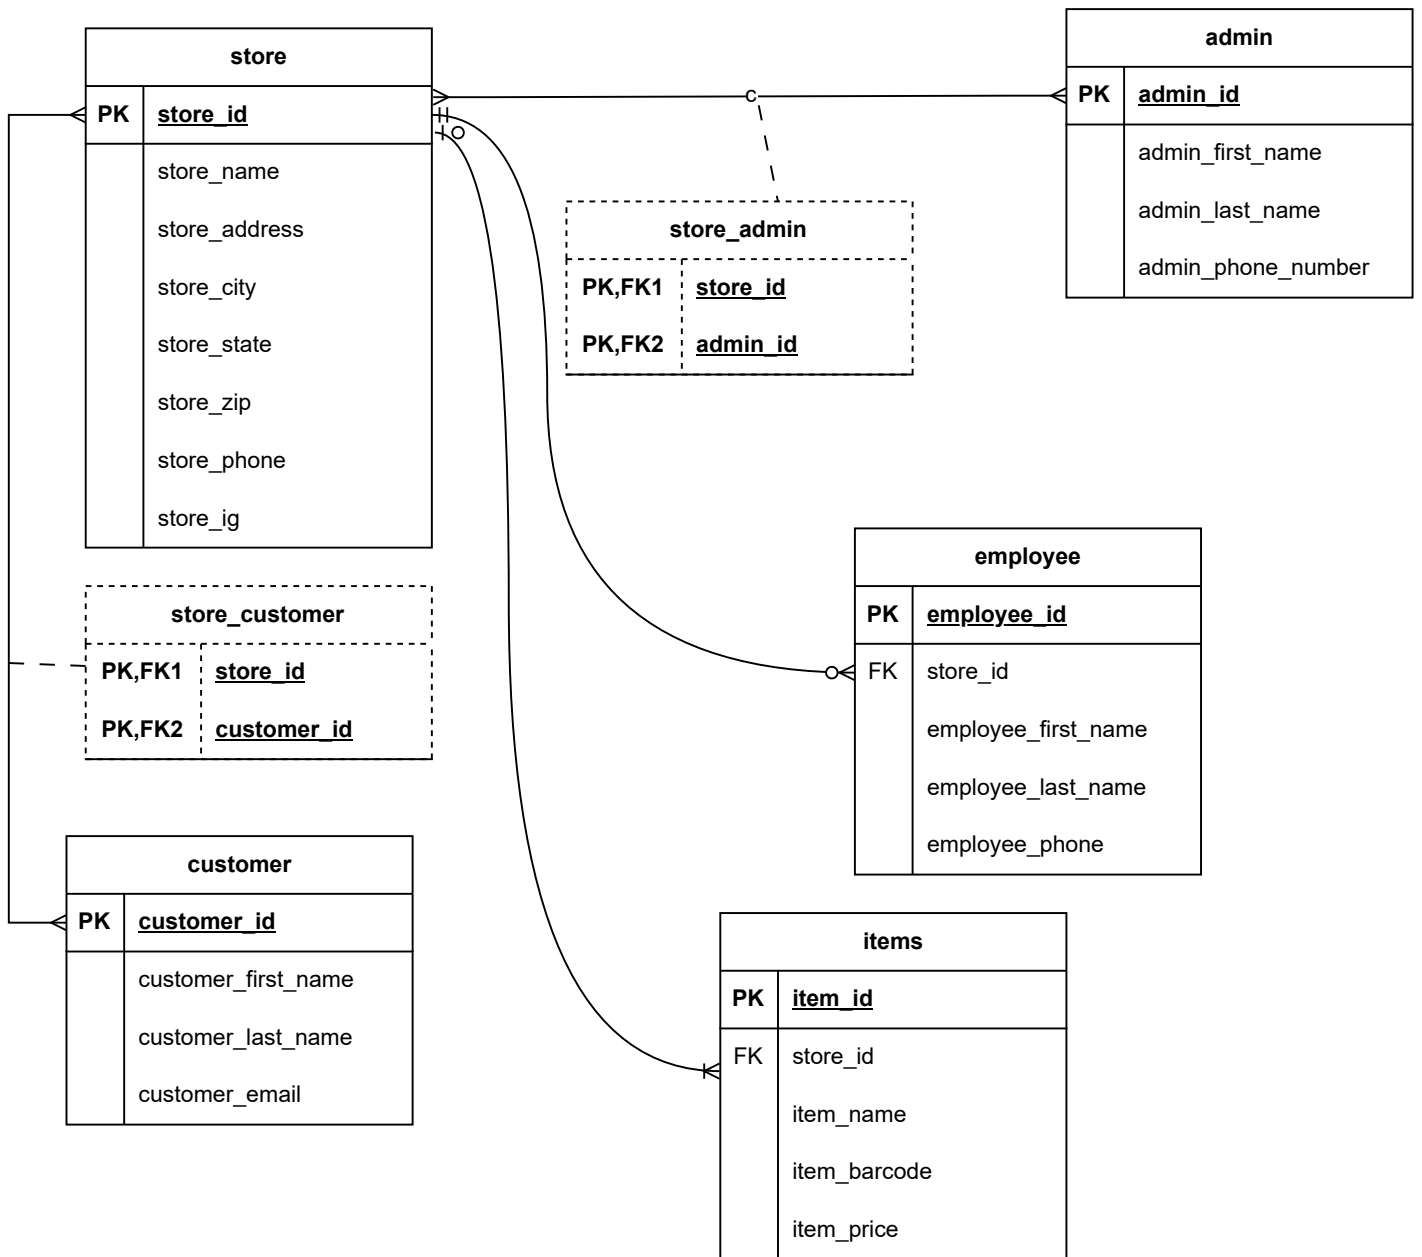 store
PK store_id
store_name
store_address
store_city
store_state
store_zip
store_phone
store_ig
admin
PK admin_id
admin_first_name
admin_last_name
admin_phone_number
c
store_admin
PK,FK1 store_id
PK,FK2 admin_id
store_customer
PK,FK1 store_id
PK,FK2 customer_id
employee
PK employee_id
FK store_id
employee_first_name
employee_last_name
employee_phone
customer
PK customer_id
customer_first_name
customer_last_name
customer_email
items
PK item_id
FK store_id
item_name
item_barcode
item_price